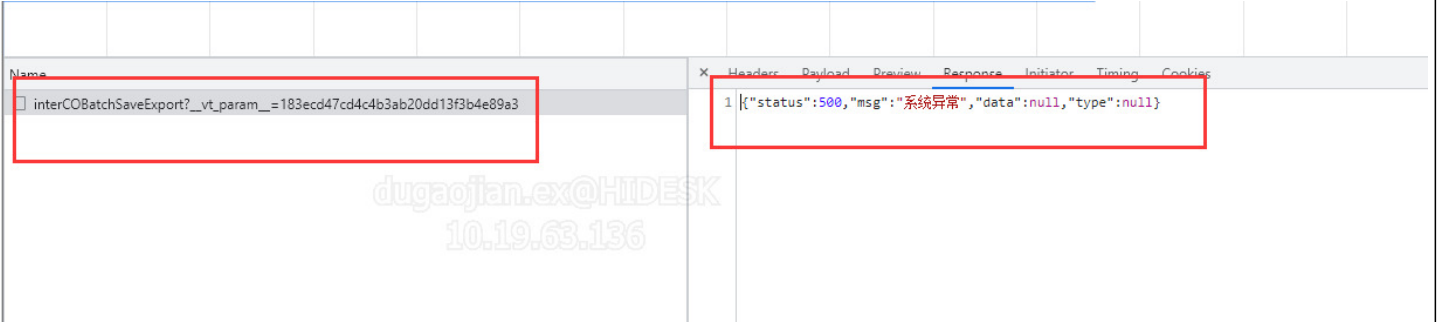 Name
× Headers Payload Preview Response Initiator Timing Cookies
interCOBatchSaveExport?__vt_param__=183ecd47cd4c4b3ab20dd13f3b4e89a3
1 {"status":500,"msg":"系统异常","data":null,"type":null}
dugaojian.ex@HIDESK
10.19.63.136